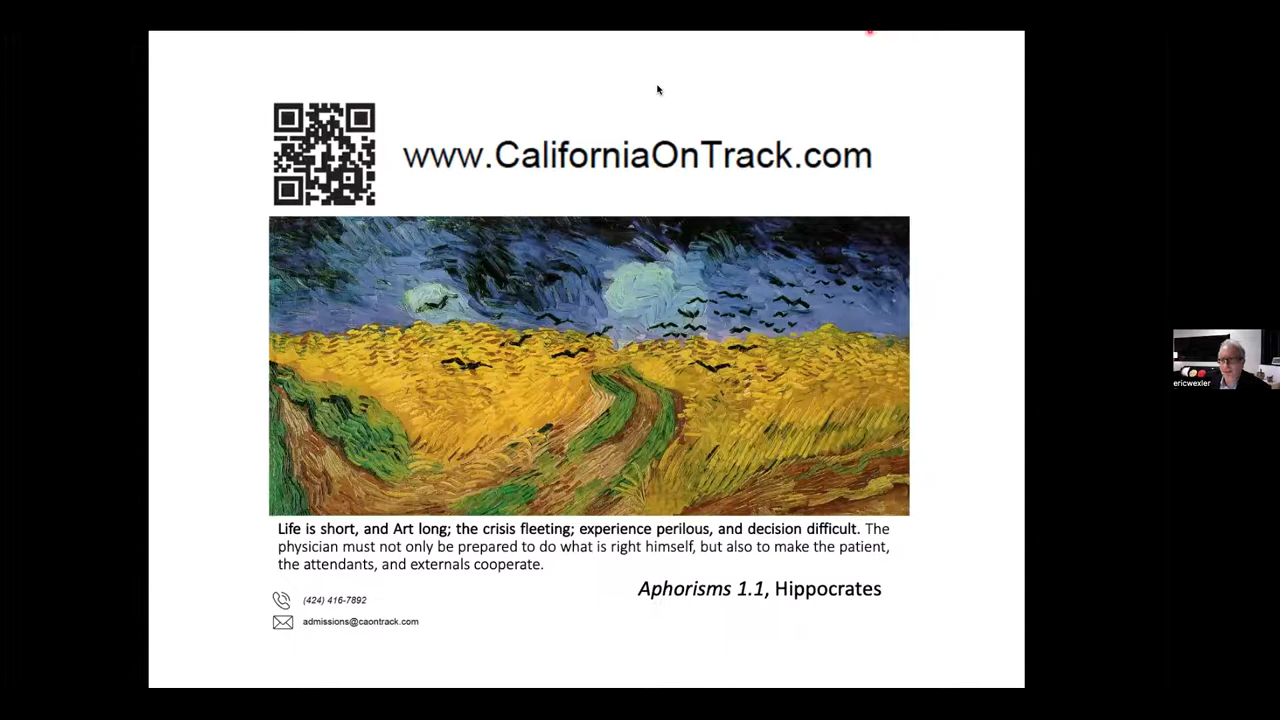 www.CaliforniaOnTrack.com
Life is short, and Art long; the crisis fleeting; experience perilous, and decision difficult. The
physician must not only be prepared to do what is right himself, but also to make the patient,
the attendants, and externals cooperate.
Aphorisms 1.1, Hippocrates
(424) 416-7892
admissions@caontrack.com
ericwexler